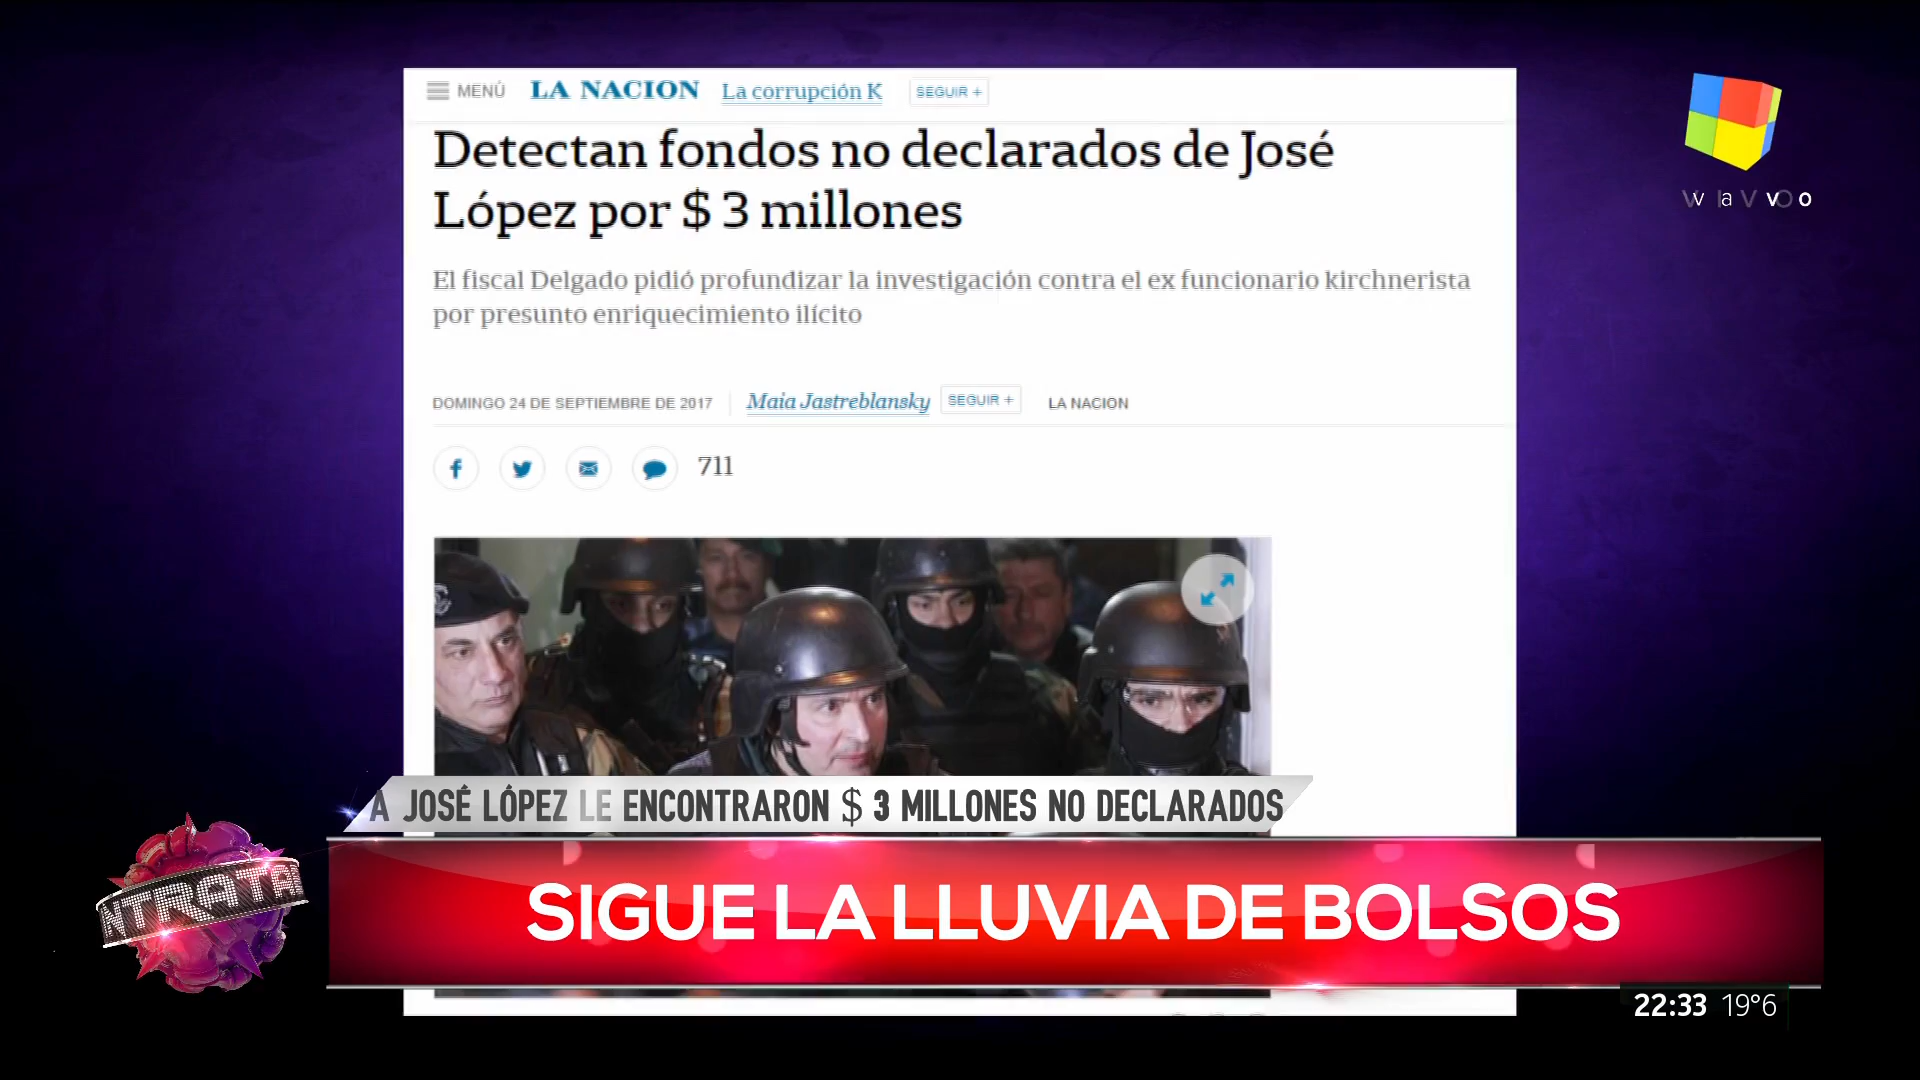 MENÚ LA NACION La corrupción K SEGUIR +
Detectan fondos no declarados de José
López por $ 3 millones
El fiscal Delgado pidió profundizar la investigación contra el ex funcionario kirchnerista
por presunto enriquecimiento ilícito
DOMINGO 24 DE SEPTIEMBRE DE 2017 Maia Jastreblansky SEGUIR + LA NACION
711
A JOSÉ LÓPEZ LE ENCONTRARON $ 3 MILLONES NO DECLARADOS
NTRATA
SIGUE LA LLUVIA DE BOLSOS
22:33 19°6